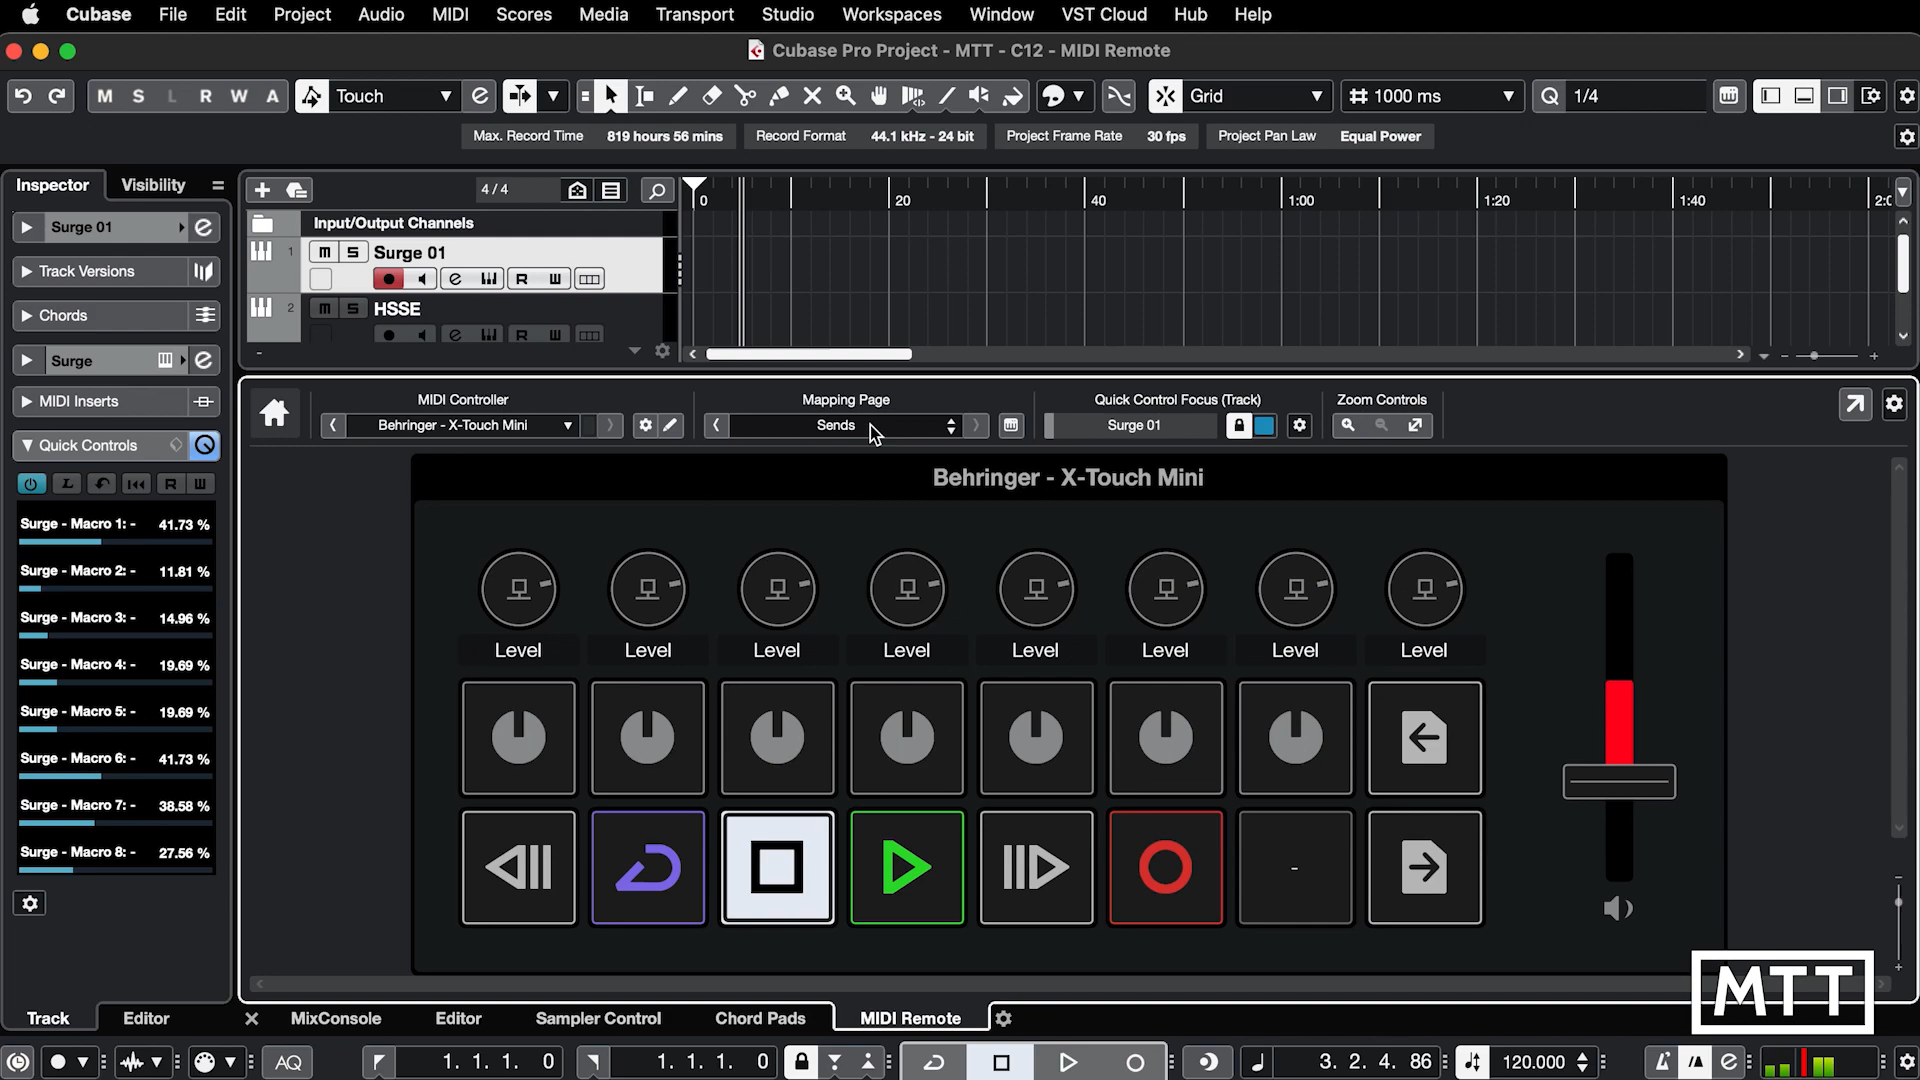 Cubase File Edit Project Audio MIDI Scores Media Transport Studio Workspaces Window VST Cloud Hub Help
Cubase Pro Project - MTT - C12 - MIDI Remote
M S L R W A Touch Grid 1000 ms Q 1/4
Max. Record Time 819 hours 56 mins Record Format 44.1 kHz - 24 bit Project Frame Rate 30 fps Project Pan Law Equal Power
Inspector Visibility
Surge 01
Track Versions
Chords
Surge
MIDI Inserts
Quick Controls
L R W
Surge - Macro 1: - 41.73 %
Surge - Macro 2: - 11.81 %
Surge - Macro 3: - 14.96 %
Surge - Macro 4: - 19.69 %
Surge - Macro 5: - 19.69 %
Surge - Macro 6: - 41.73 %
Surge - Macro 7: - 38.58 %
Surge - Macro 8: - 27.56 %
4 / 4
0 20 40 1:00 1:20 1:40 2:0
Input/Output Channels
1 m S Surge 01
e R W
2 m S HSSE
e R W
MIDI Controller Mapping Page Quick Control Focus (Track) Zoom Controls
Behringer - X-Touch Mini Sends Surge 01
Behringer - X-Touch Mini
Level Level Level Level Level Level Level Level
-
MTT
Track Editor MixConsole Editor Sampler Control Chord Pads MIDI Remote
AQ 1. 1. 1. 0 1. 1. 1. 0 3. 2. 4. 86 120.000